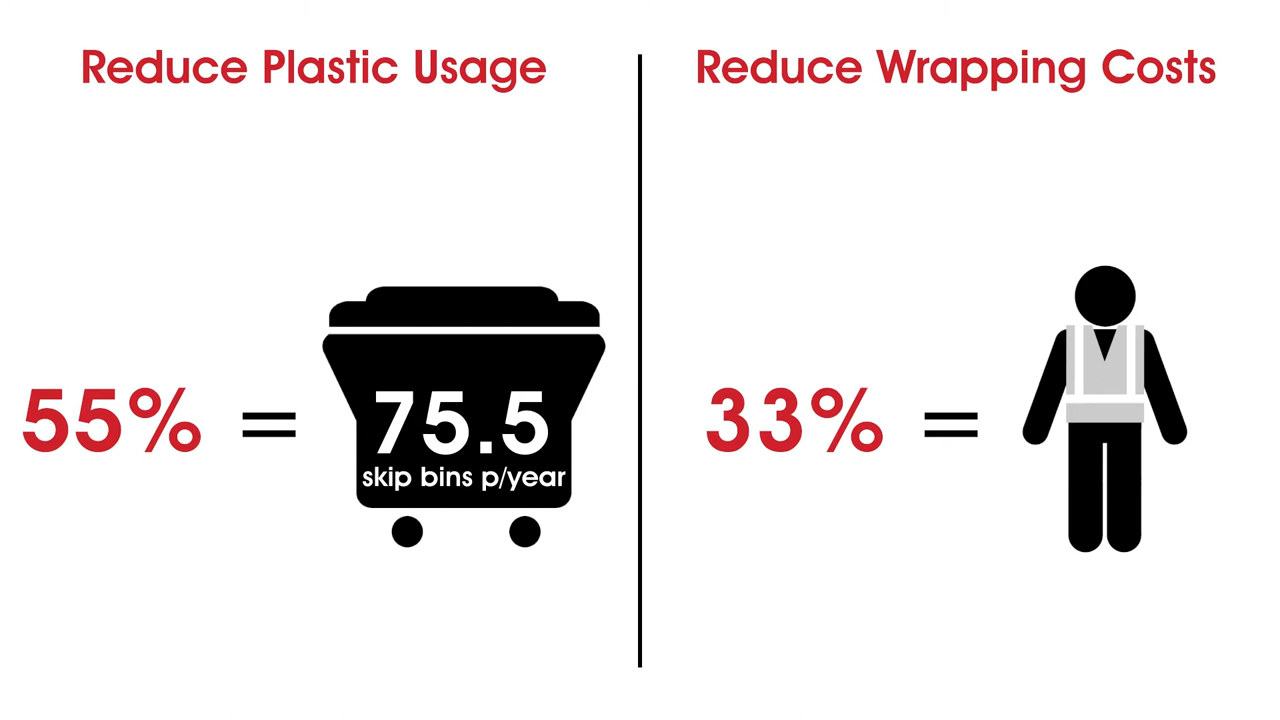 Reduce Plastic Usage
55% =
75.5
skip bins p/year
Reduce Wrapping Costs
33% =